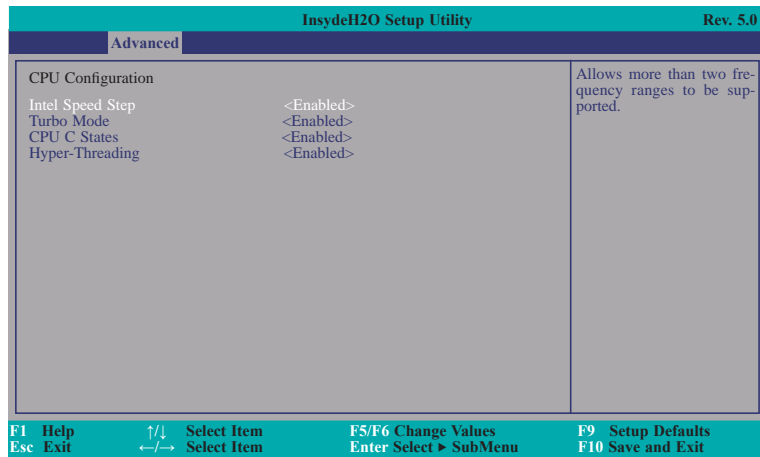 InsydeH2O Setup Utility Rev. 5.0
Advanced
CPU Configuration
Intel Speed Step <Enabled>
Turbo Mode <Enabled>
CPU C States <Enabled>
Hyper-Threading <Enabled>
Allows more than two fre-
quency ranges to be sup-
ported.
F1 Help ↑/↓ Select Item F5/F6 Change Values F9 Setup Defaults
Esc Exit ←/→ Select Item Enter Select ► SubMenu F10 Save and Exit